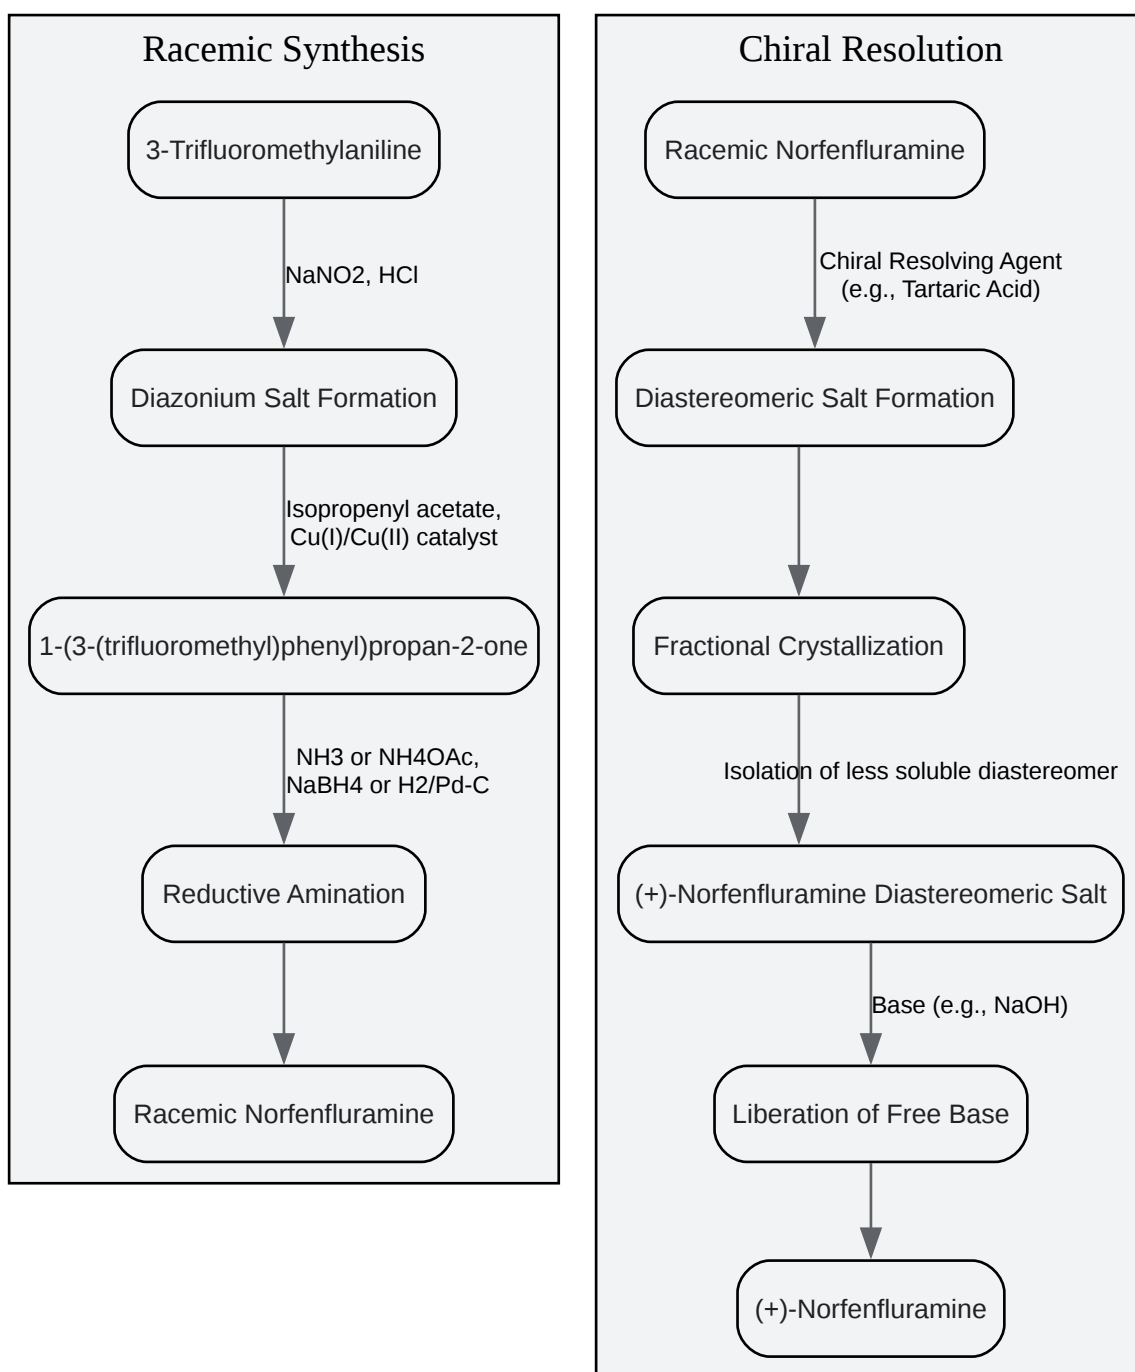 Racemic Synthesis
3-Trifluoromethylaniline
NaNO2, HCl
Diazonium Salt Formation
Isopropenyl acetate,
Cu(I)/Cu(II) catalyst
1-(3-(trifluoromethyl)phenyl)propan-2-one
NH3 or NH4OAc,
NaBH4 or H2/Pd-C
Reductive Amination
Racemic Norfenfluramine
Chiral Resolution
Racemic Norfenfluramine
Chiral Resolving Agent
(e.g., Tartaric Acid)
Diastereomeric Salt Formation
Fractional Crystallization
Isolation of less soluble diastereomer
(+)-Norfenfluramine Diastereomeric Salt
Base (e.g., NaOH)
Liberation of Free Base
(+)-Norfenfluramine